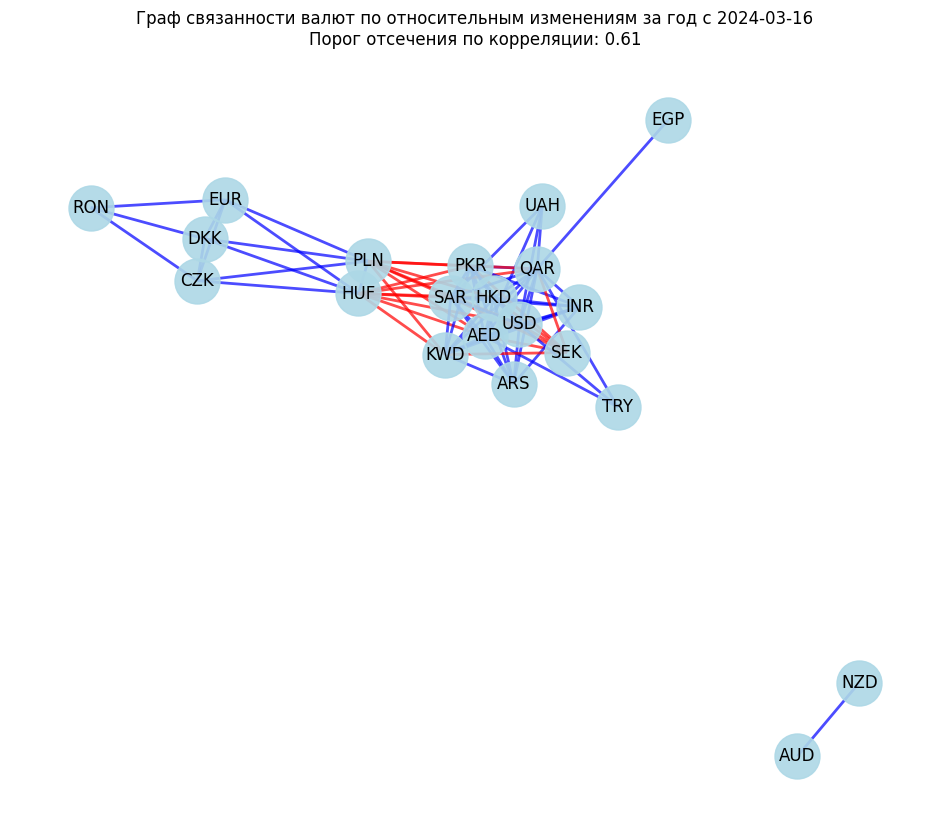 Граф связанности валют по относительным изменениям за год с 2024-03-16
Порог отсечения по корреляции: 0.61
EGP
RON
EUR
UAH
DKK
PLN
PKR
QAR
CZK
HUF
SAR
HKD
INR
USD
AED
KWD
SEK
ARS
TRY
NZD
AUD